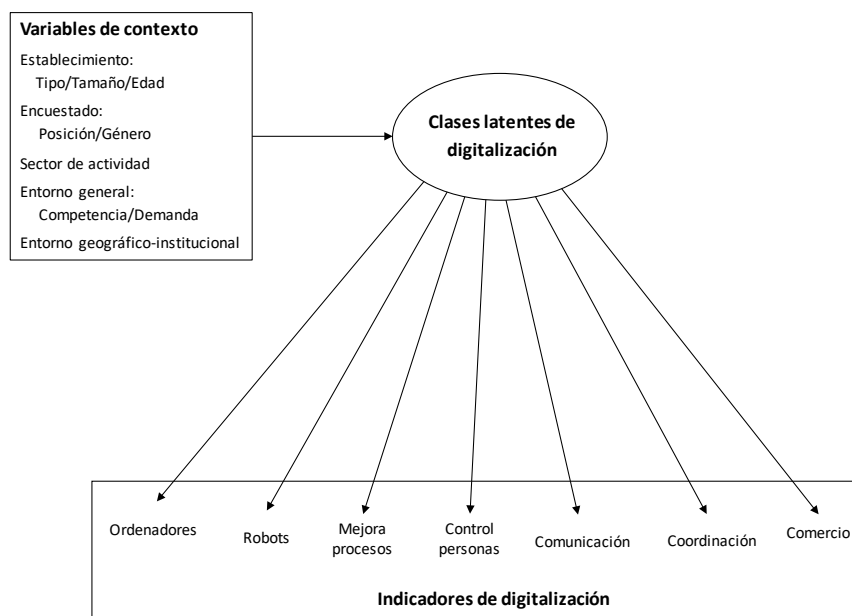 Variables de contexto
Establecimiento:
Tipo/Tamaño/Edad
Encuestado:
Posición/Género
Sector de actividad
Entorno general:
Competencia/Demanda
Entorno geográfico-institucional
Clases latentes de
digitalización
Ordenadores
Robots
Mejora
procesos
Control
personas
Comunicación
Coordinación
Comercio
Indicadores de digitalización